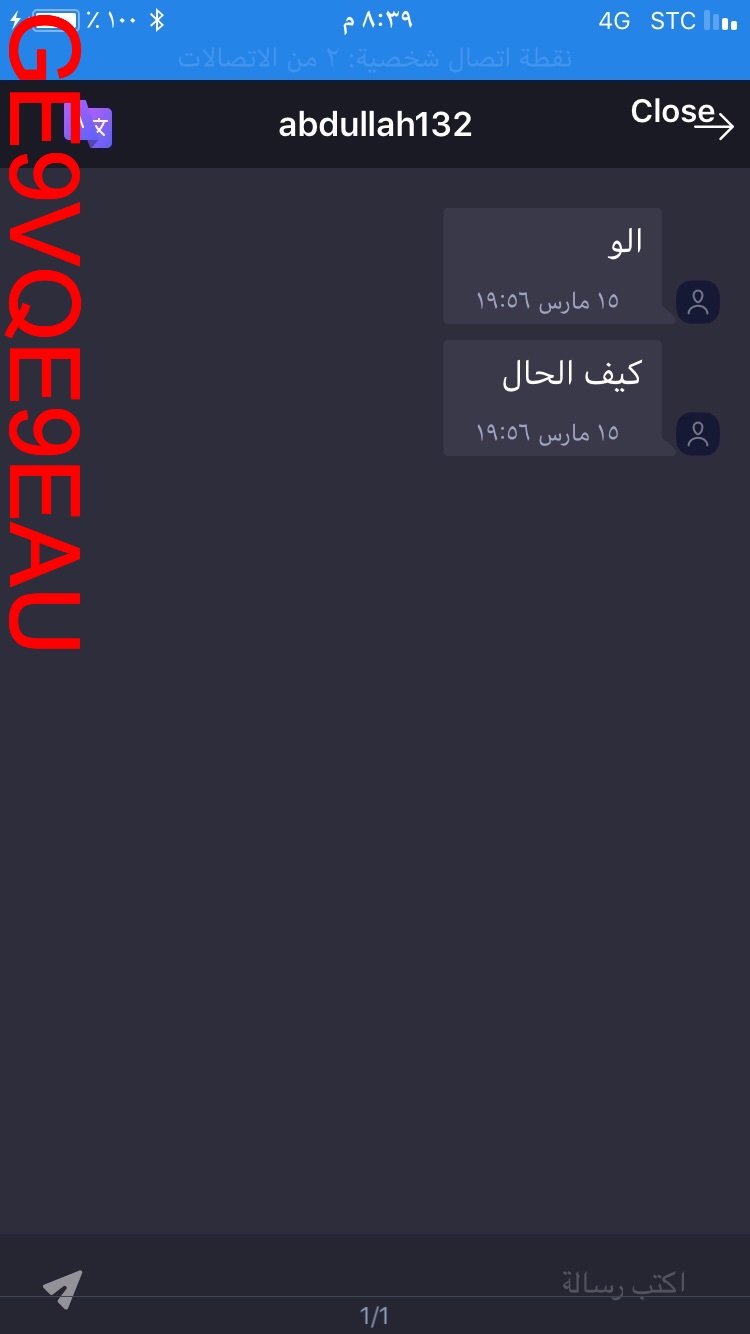 ٪ ١٠٠
٨:٣٩ م
4G STC
نقطة اتصال شخصية: ٢ من الاتصالات
abdullah132
Close
GE9VQE9EAU
الو
١٥ مارس ١٩:٥٦
كيف الحال
١٥ مارس ١٩:٥٦
اكتب رسالة
1/1